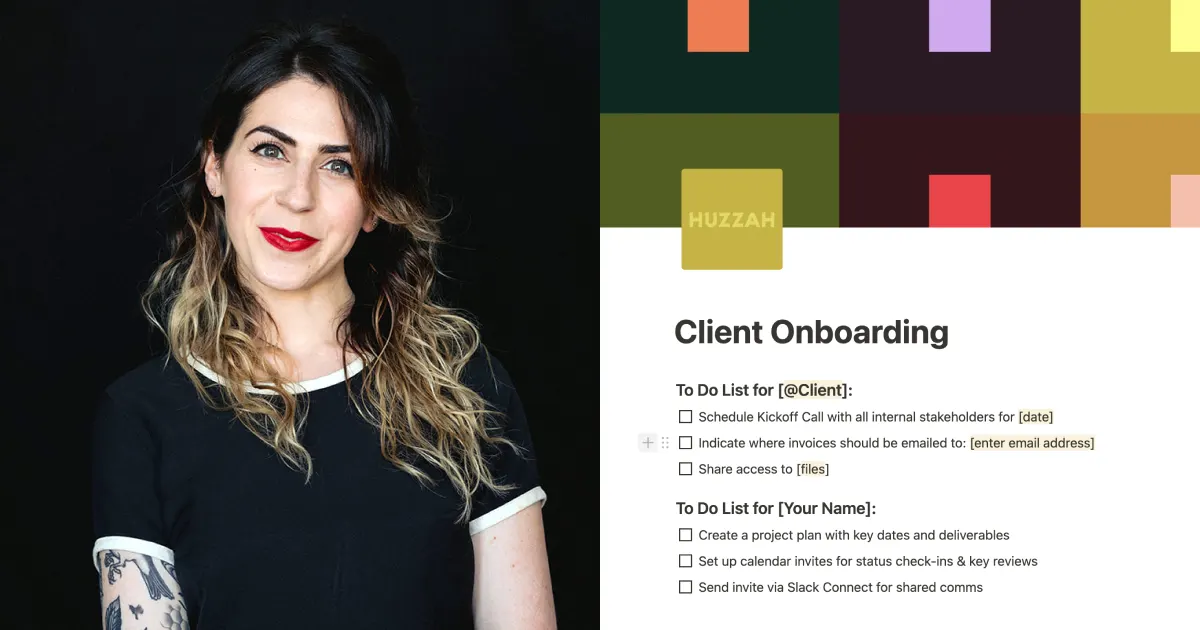 HUZZAH
Client Onboarding
To Do List for [@Client]:
Schedule Kickoff Call with all internal stakeholders for [date]
Indicate where invoices should be emailed to: [enter email address]
Share access to [files]
To Do List for [Your Name]:
Create a project plan with key dates and deliverables
Set up calendar invites for status check-ins & key reviews
Send invite via Slack Connect for shared comms